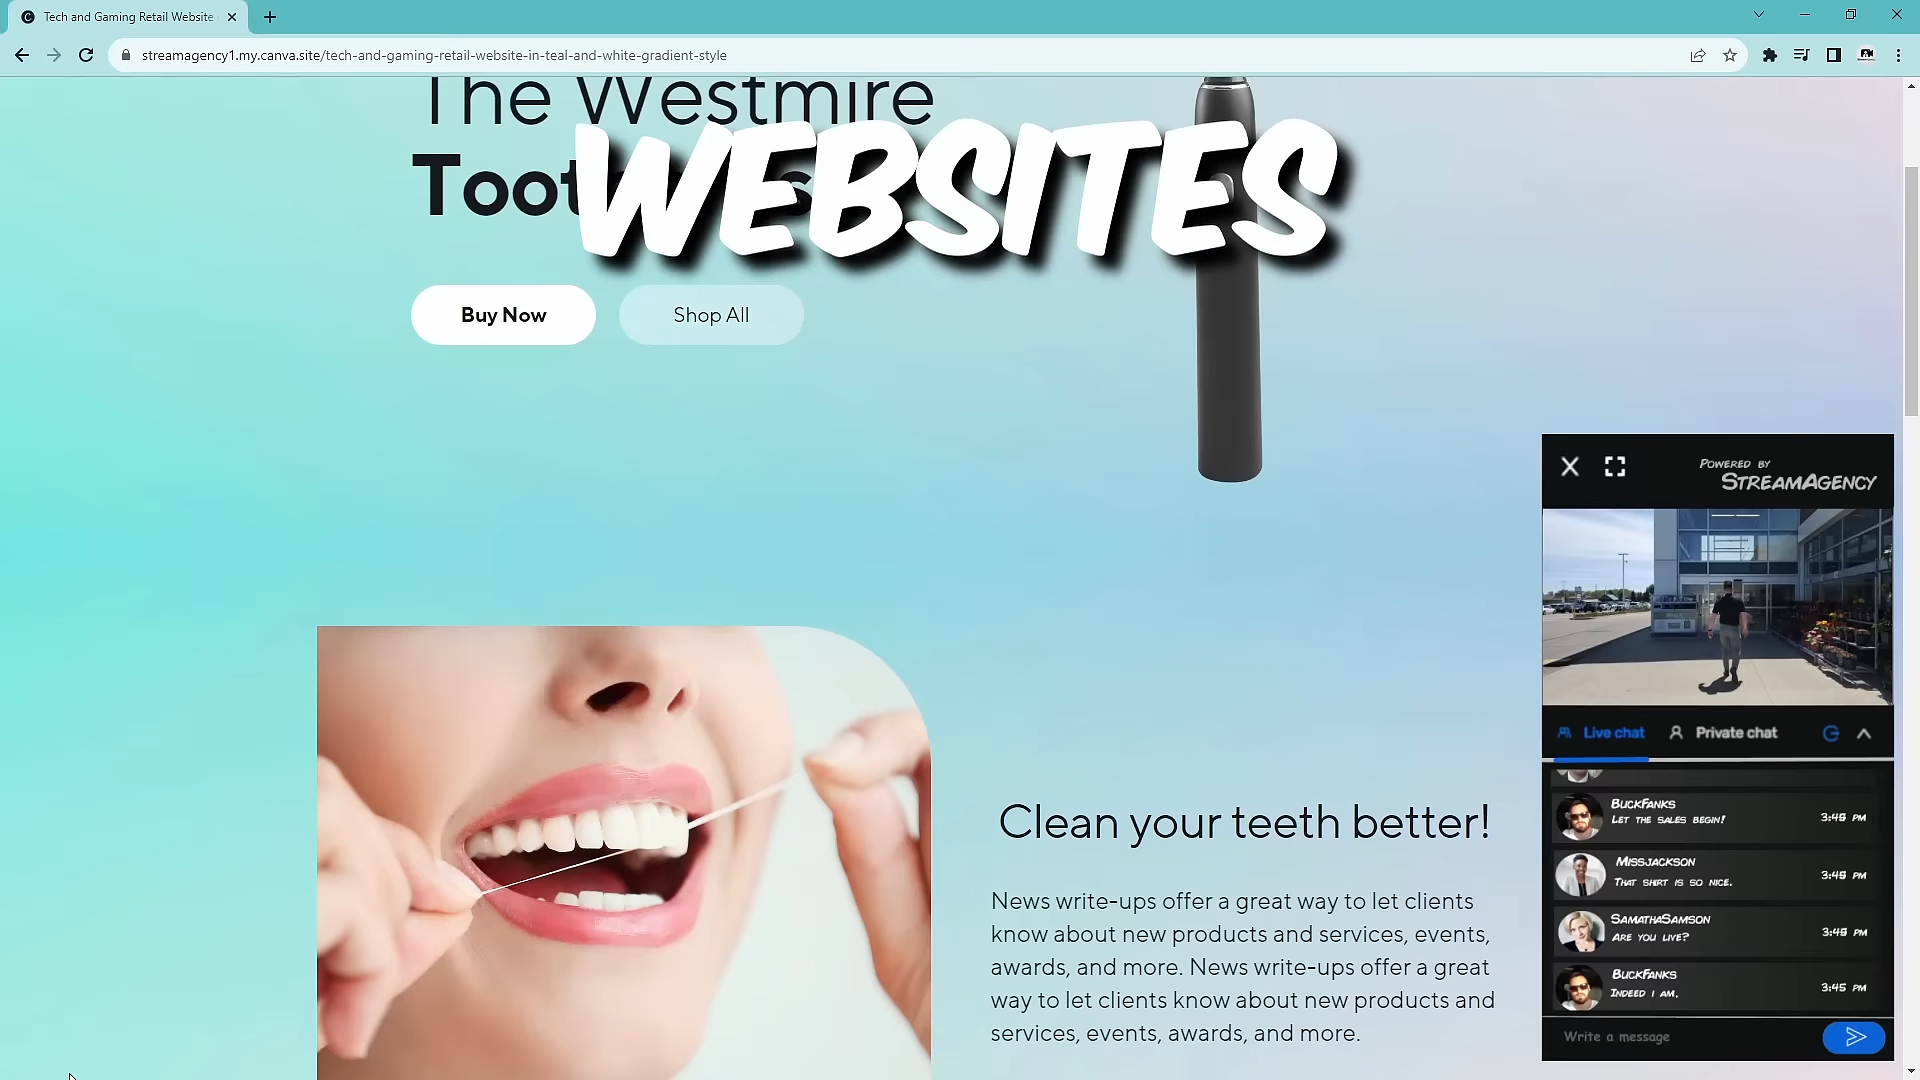 Tech and Gaming Retail Website
streamagency1.my.canva.site/tech-and-gaming-retail-website-in-teal-and-white-gradient-style
The Westmire
WEBSITES
Buy Now
Shop All
Clean your teeth better!
News write-ups offer a great way to let clients
know about new products and services, events,
awards, and more. News write-ups offer a great
way to let clients know about new products and
services, events, awards, and more.
Powered by
StreamAgency
Live chat
Private chat
BuckFanks
Let the sales begin!
3:49 PM
MissJackson
That shirt is so nice.
3:49 PM
SamathaSamson
Are you live?
3:49 PM
BuckFanks
Indeed I am.
3:45 PM
Write a message